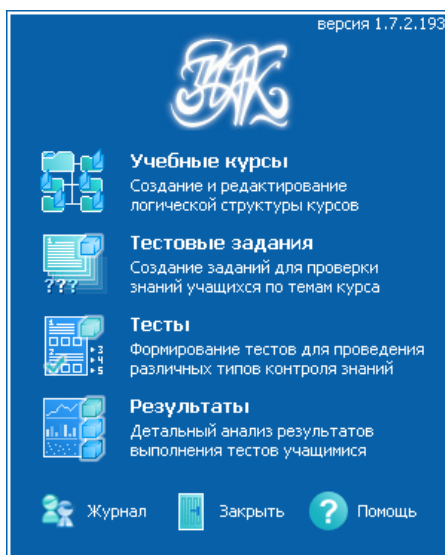 версия 1.7.2.193
ЗНАК
Учебные курсы
Создание и редактирование
логической структуры курсов
Тестовые задания
Создание заданий для проверки
знаний учащихся по темам курса
???
Тесты
Формирование тестов для проведения
различных типов контроля знаний
Результаты
Детальный анализ результатов
выполнения тестов учащимися
Журнал
Закрыть
? Помощь